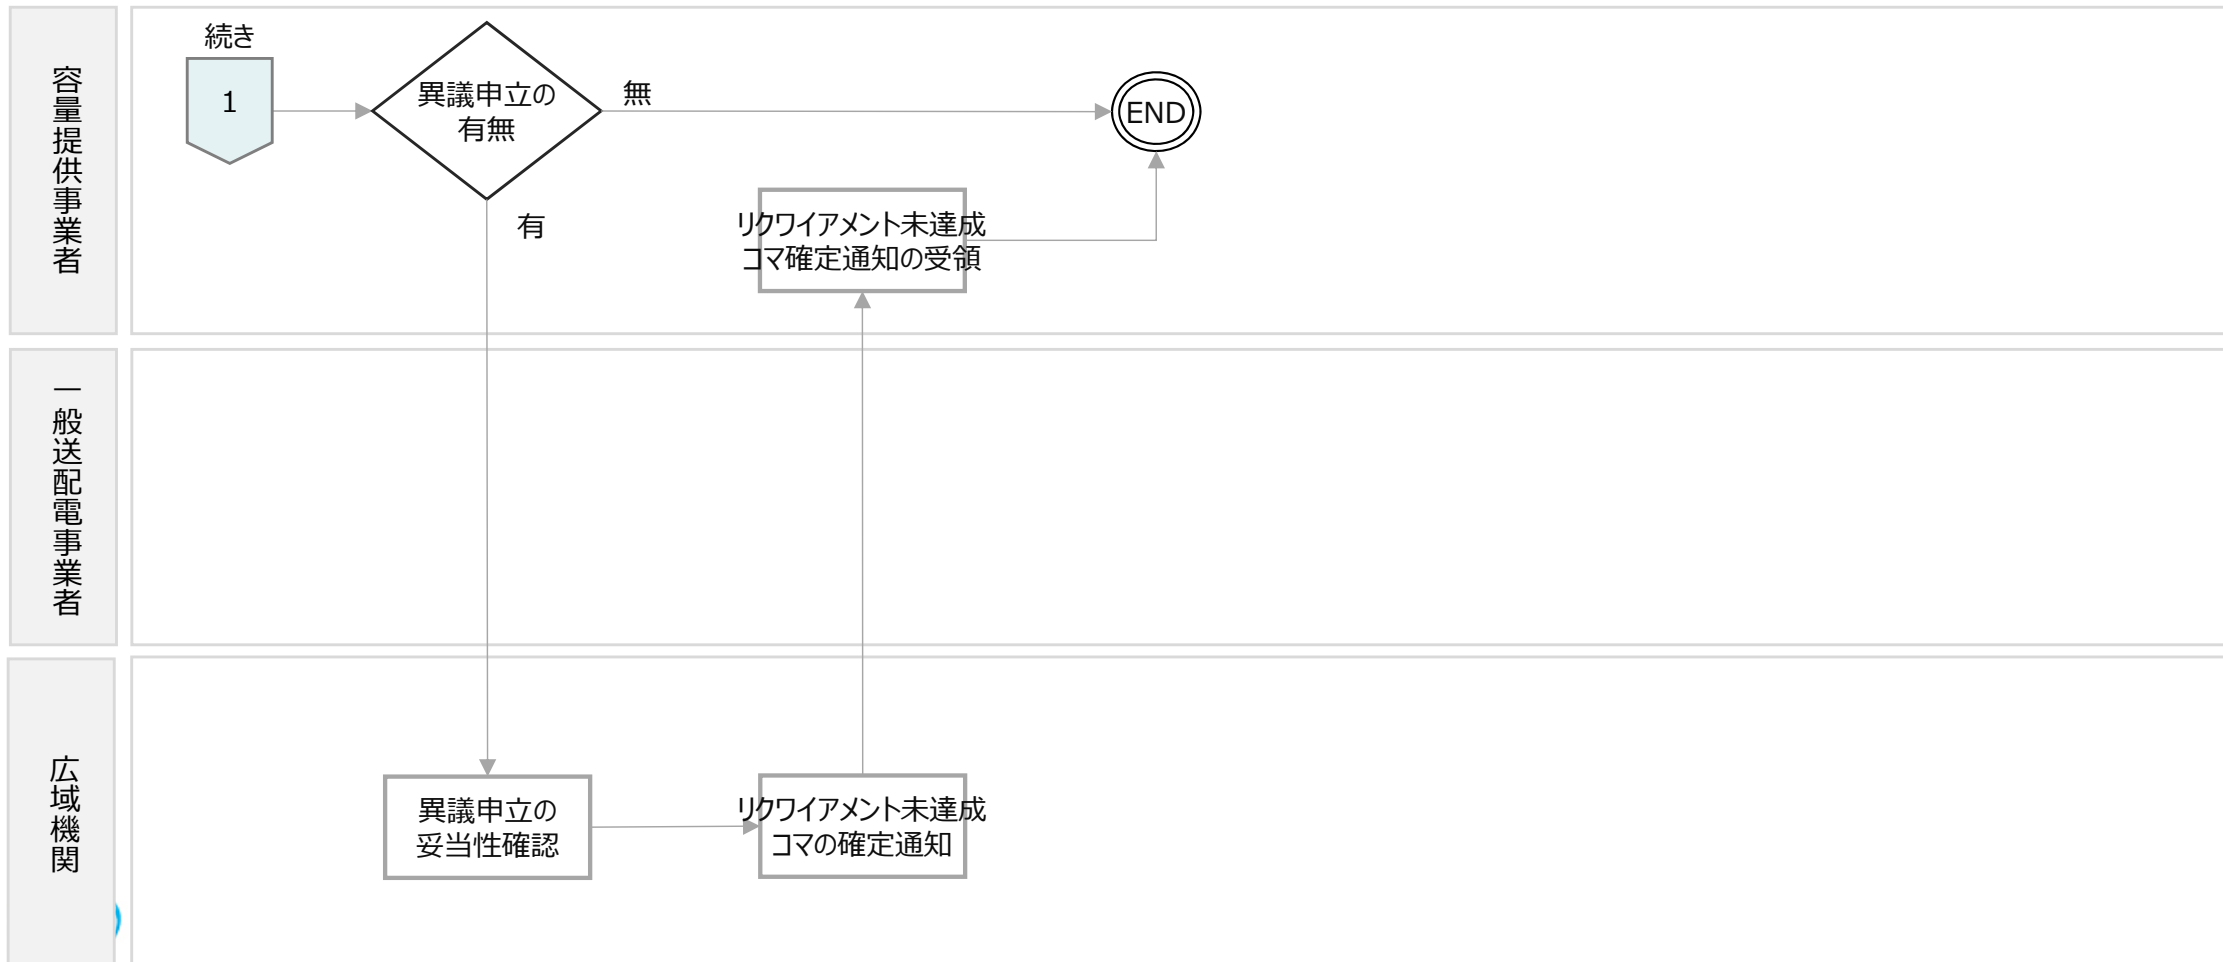 容量提供事業者
続き
1
異議申立の
有無
無
有
END
リクワイアメント未達成
コマ確定通知の受領
一般送配電事業者
広域機関
異議申立の
妥当性確認
リクワイアメント未達成
コマの確定通知